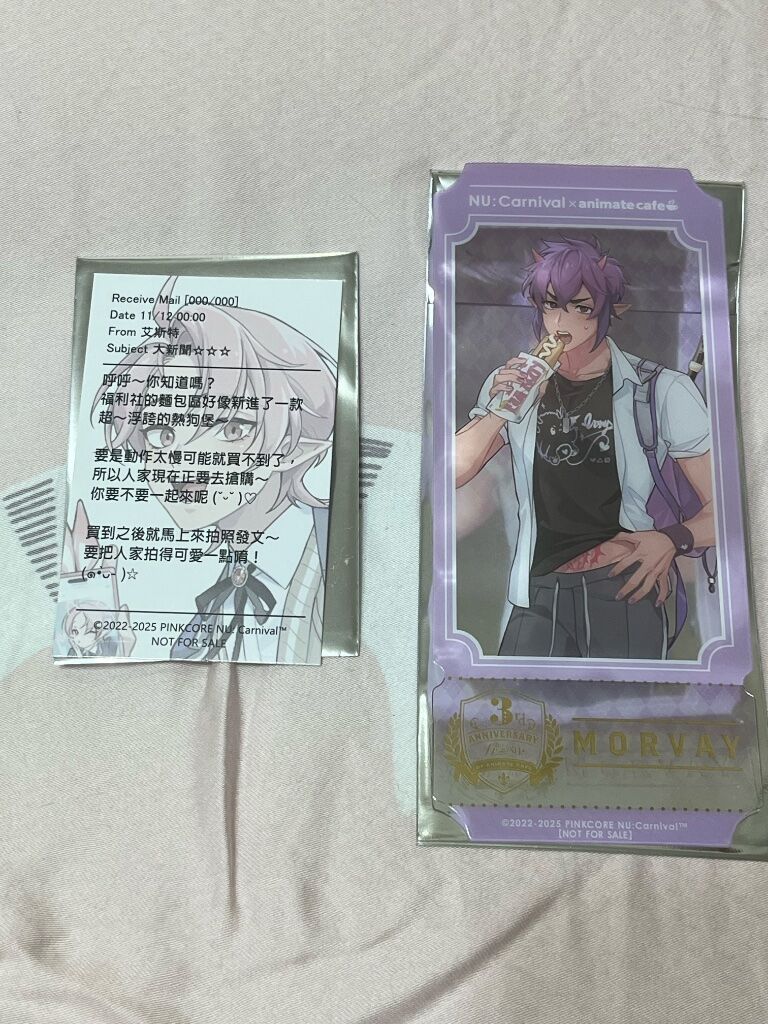 Receive Mail [000/000]
Date 11/12 00:00
From 艾斯特
Subject 大新聞☆☆☆
呼呼～你知道嗎？
福利社的麵包區好像新進了一款
超～浮誇的熱狗堡～
要是動作太慢可能就買不到了，
所以人家現在正要去搶購～
你要不要一起來呢 (˘ᵕ˘ )♡
買到之後就馬上來拍照發文～
要把人家拍得可愛一點唷！
(๑•ᴗ- )☆
©2022-2025 PINKCORE NU: Carnival™
NOT FOR SALE
NU: Carnival × animate cafe
3rd
ANNIVERSARY
MORVAY
©2022-2025 PINKCORE NU:Carnival™
[NOT FOR SALE]